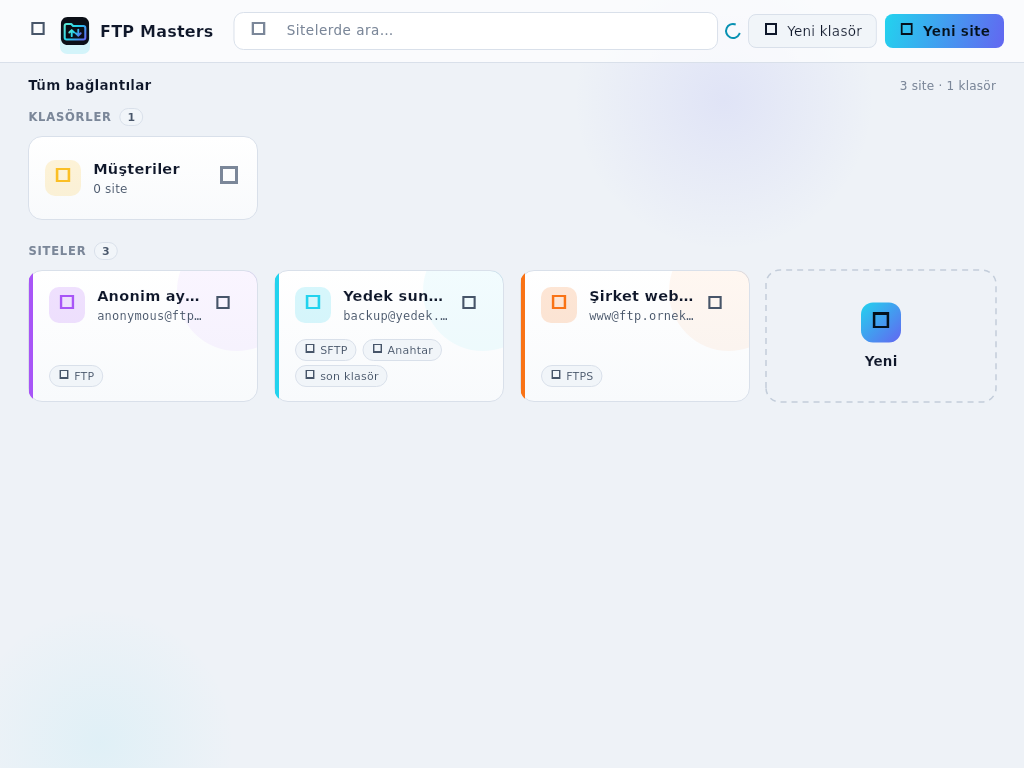 FTP Masters
Sitelerde ara...
Yeni klasör
Yeni site
Tüm bağlantılar
3 site · 1 klasör
KLASÖRLER 1
Müşteriler
0 site
SITELER 3
Anonim ay...
anonymous@ftp...
FTP
Yedek sun...
backup@yedek....
SFTP
Anahtar
son klasör
Şirket web...
www@ftp.ornek...
FTPS
Yeni